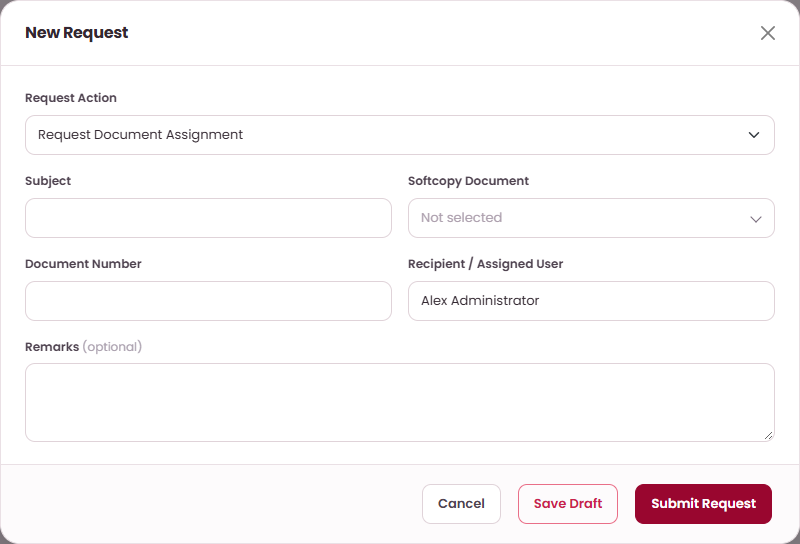 New Request
Request Action
Request Document Assignment
Subject
Softcopy Document
Not selected
Document Number
Recipient / Assigned User
Alex Administrator
Remarks (optional)
Cancel
Save Draft
Submit Request